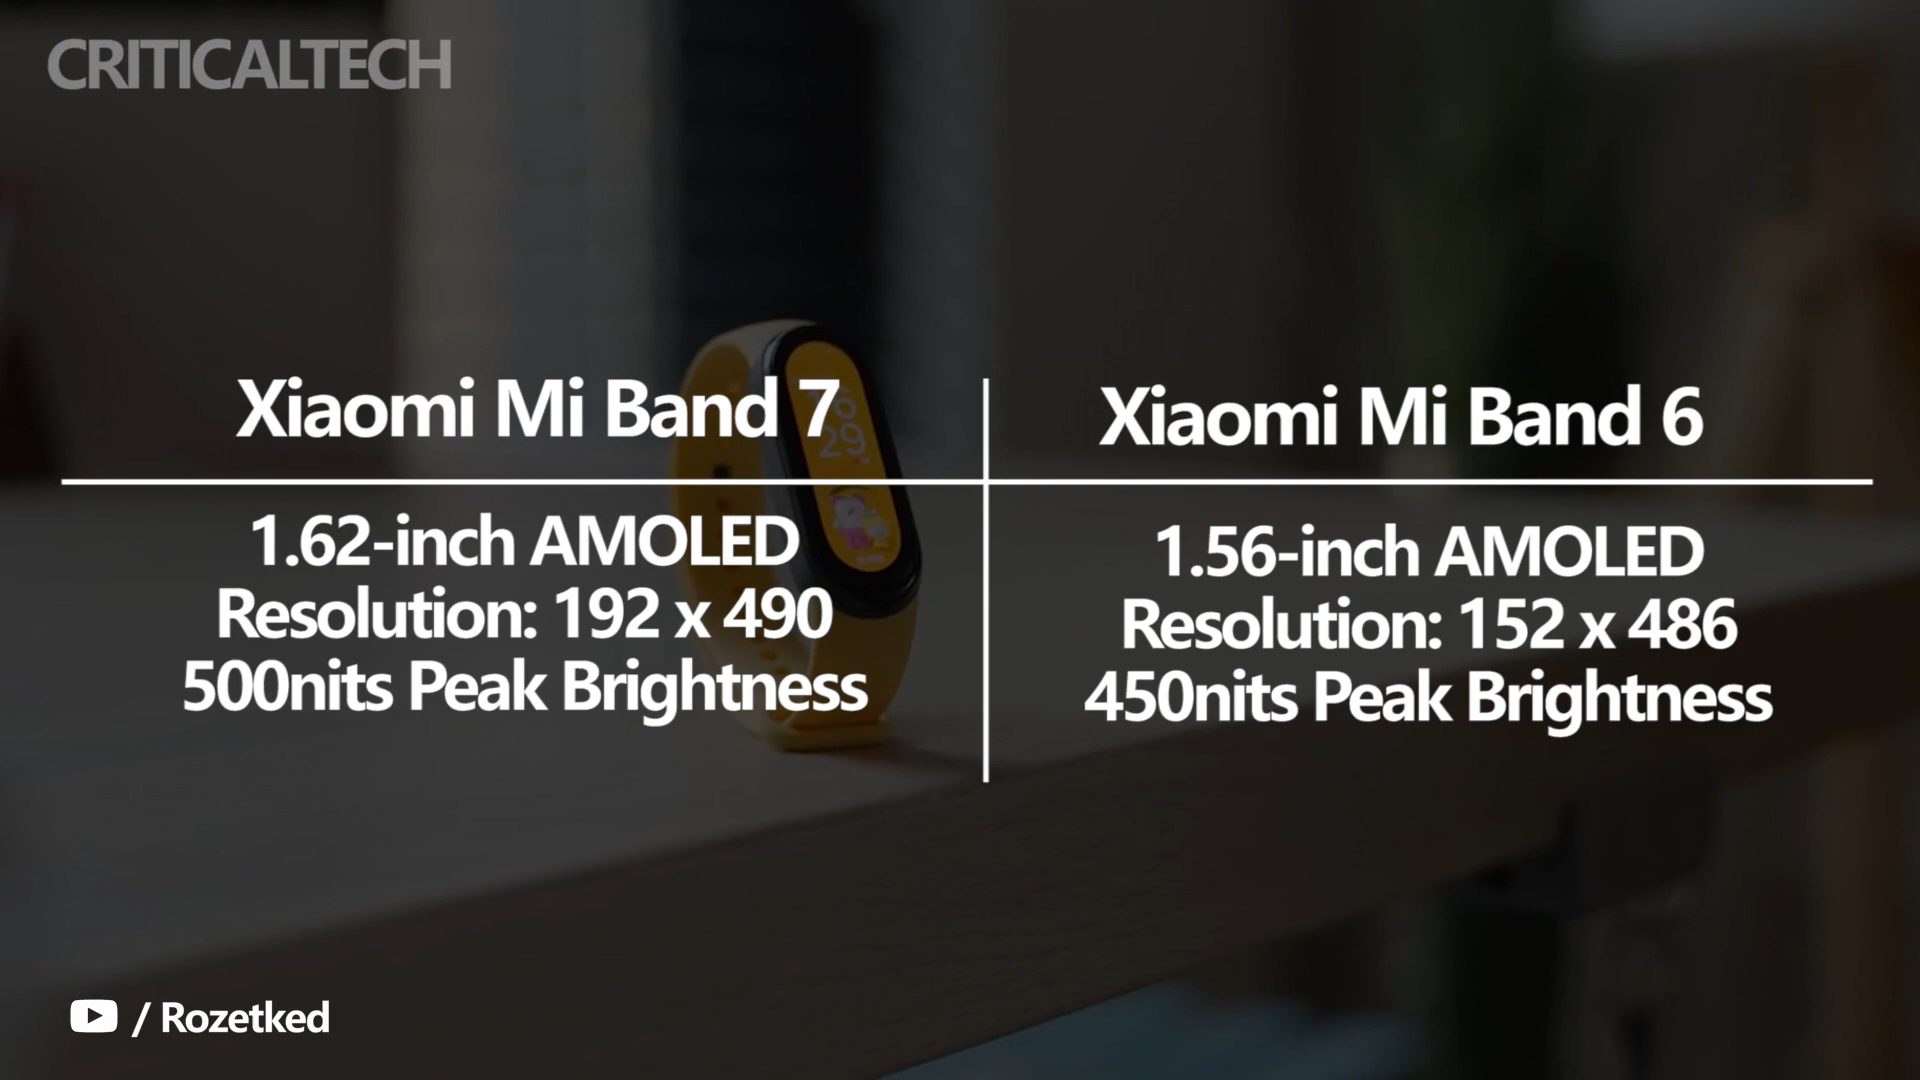 CRITICALTECH
Xiaomi Mi Band 7
1.62-inch AMOLED
Resolution: 192 x 490
500nits Peak Brightness
Xiaomi Mi Band 6
1.56-inch AMOLED
Resolution: 152 x 486
450nits Peak Brightness
29
/ Rozetked